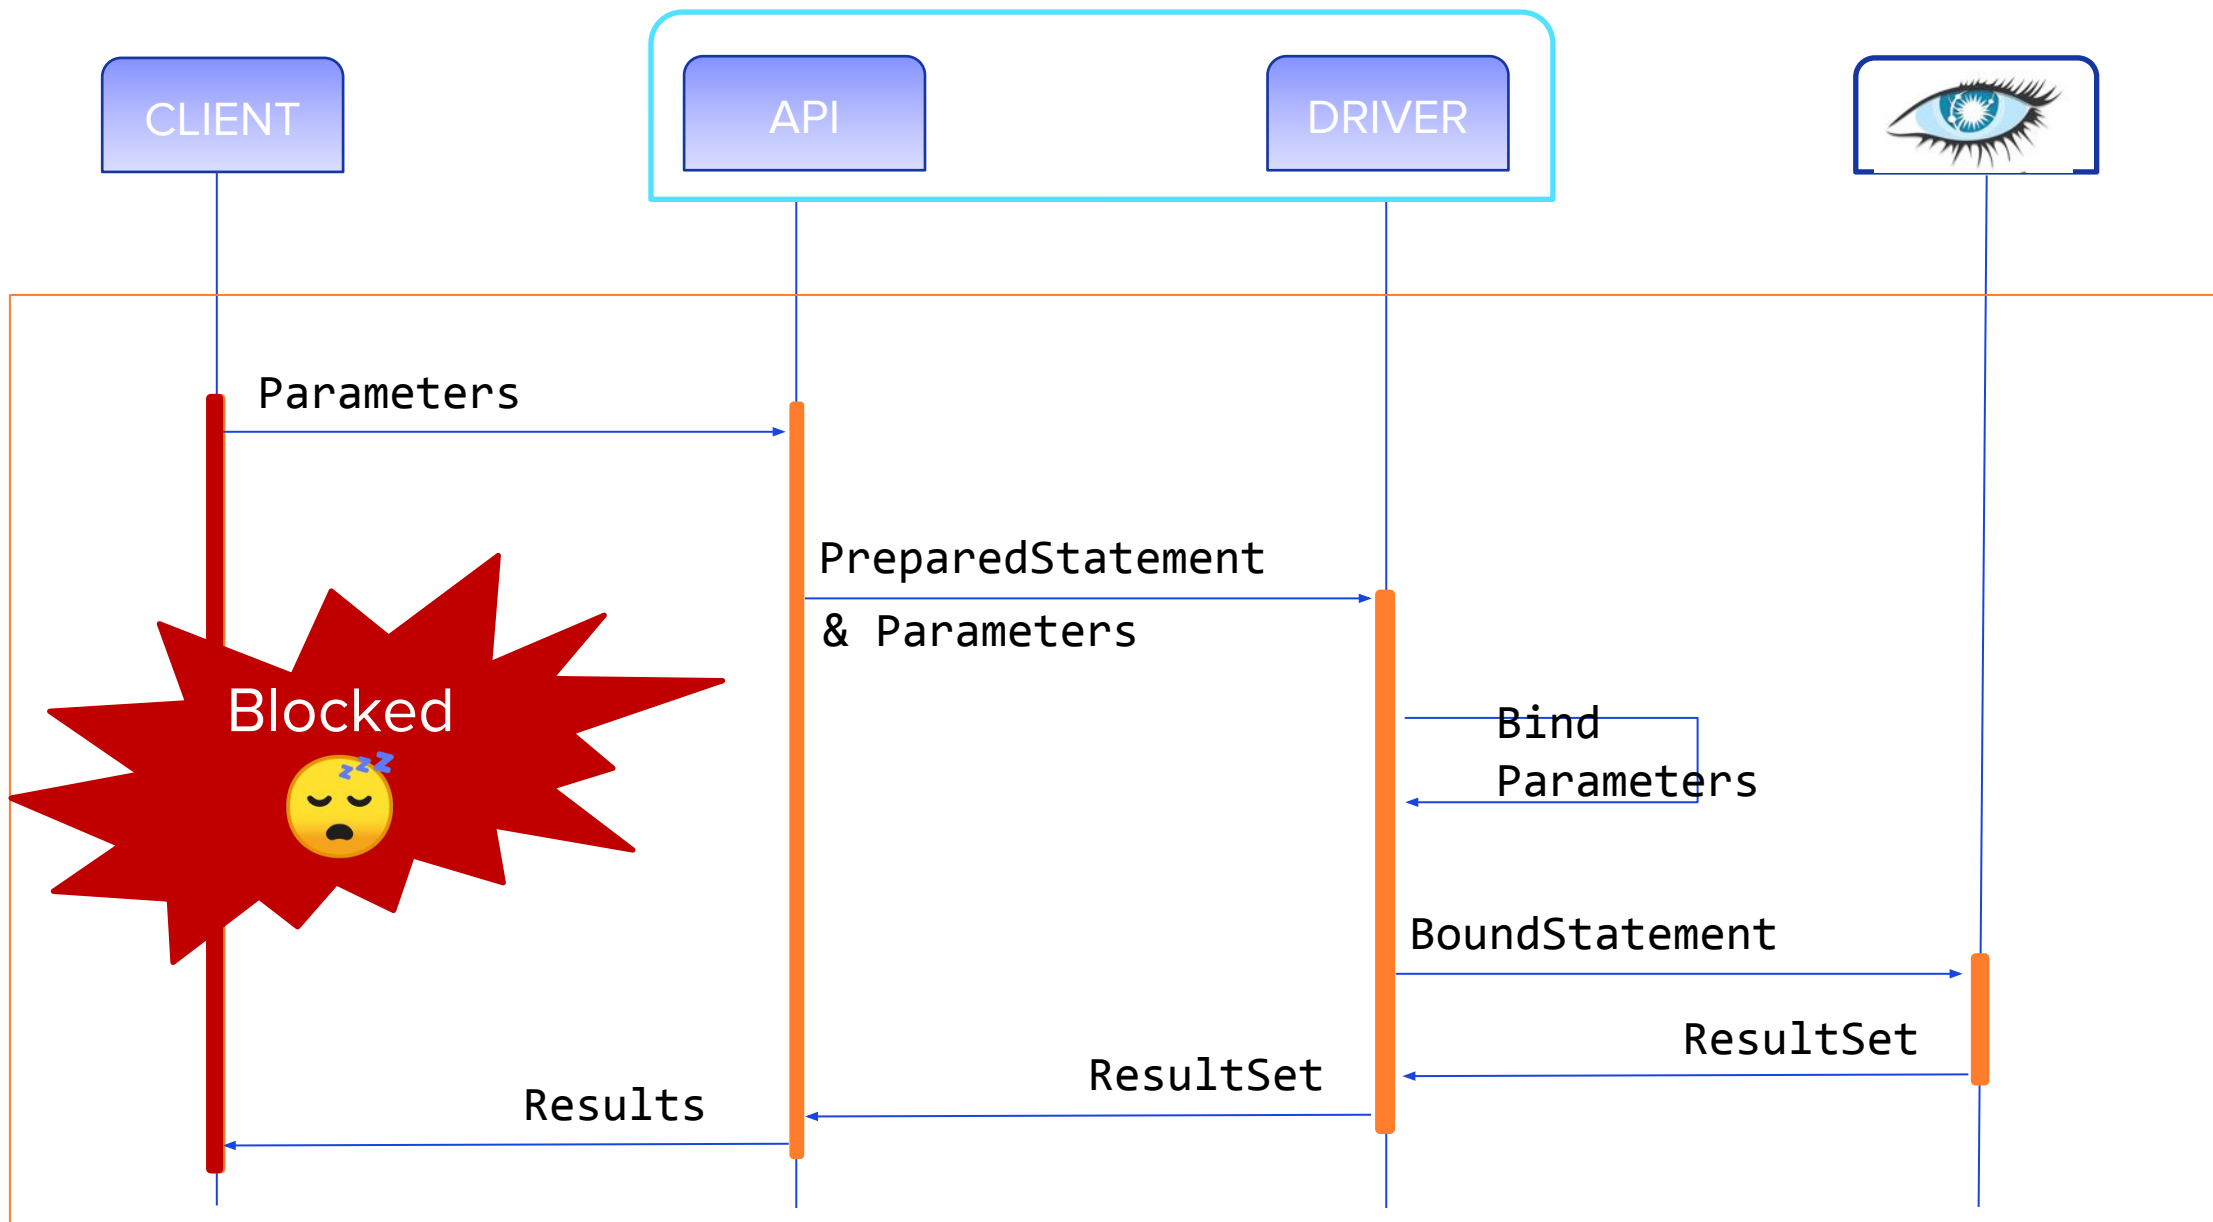 CLIENT
API
DRIVER
Parameters
PreparedStatement
& Parameters
Blocked
Bind
Parameters
BoundStatement
ResultSet
ResultSet
Results